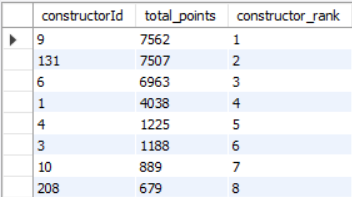 constructorId total_points constructor_rank
9 7562 1
131 7507 2
6 6963 3
1 4038 4
4 1225 5
3 1188 6
10 889 7
208 679 8